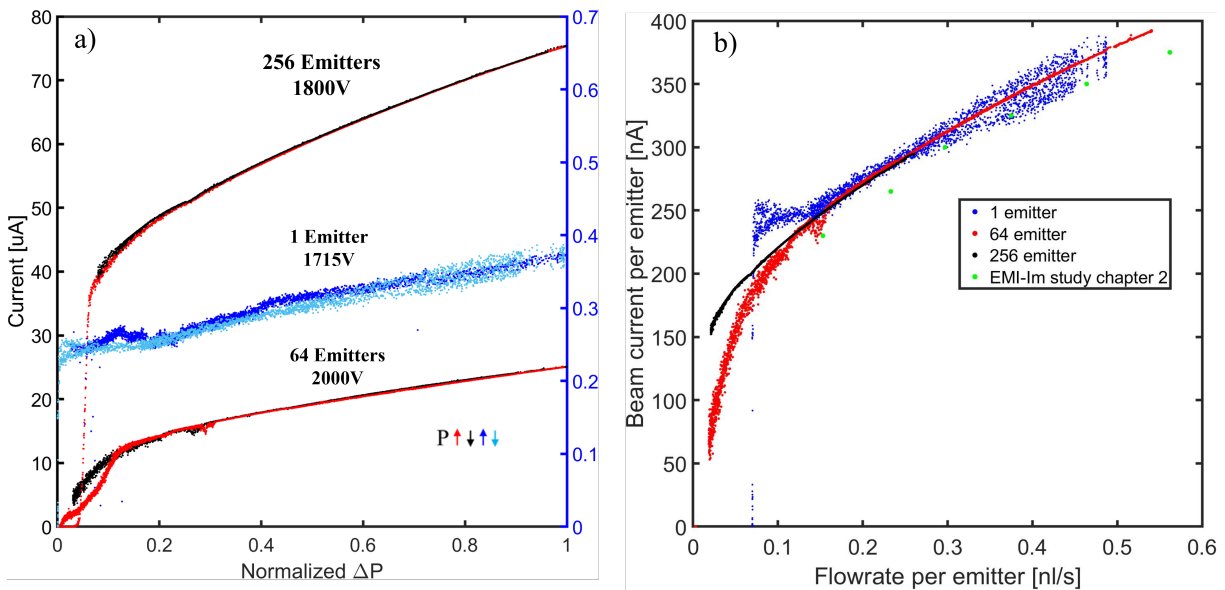 a)
80
70
60
50
40
30
20
10
0
Current [uA]
0
0.2
0.4
0.6
0.8
1
Normalized ΔP
0.7
0.6
0.5
0.4
0.3
0.2
0.1
0
256 Emitters
1800V
1 Emitter
1715V
64 Emitters
2000V
P
b)
400
350
300
250
200
150
100
50
0
Beam current per emitter [nA]
0
0.1
0.2
0.3
0.4
0.5
0.6
Flowrate per emitter [nl/s]
1 emitter
64 emitter
256 emitter
EMI-Im study chapter 2